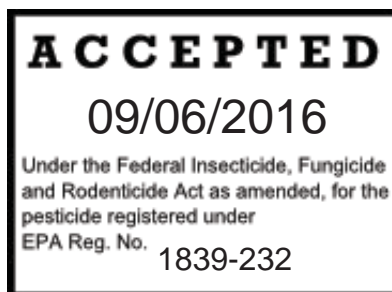 ACCEPTED
09/06/2016
Under the Federal Insecticide, Fungicide
and Rodenticide Act as amended, for the
pesticide registered under
EPA Reg. No. 1839-232